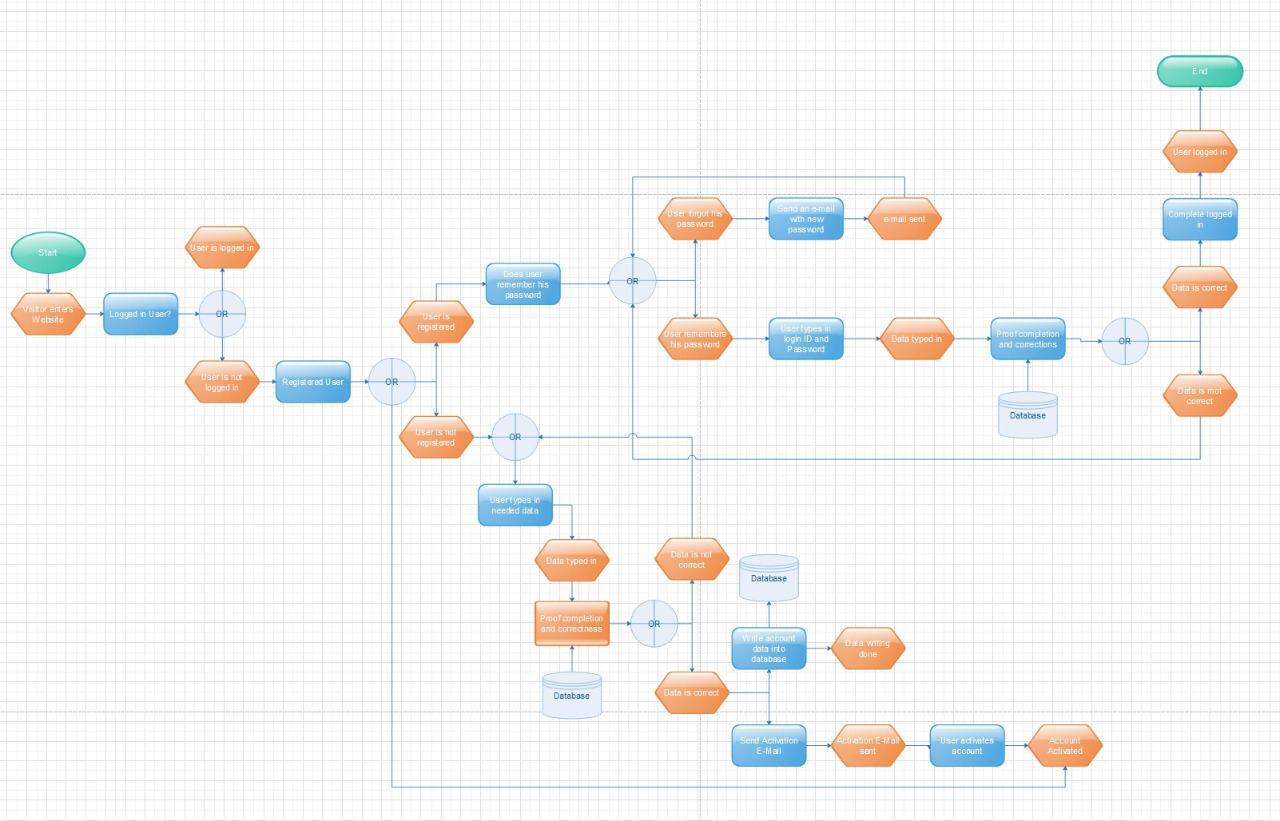 End
User logged in
Complete logged
in
Data is correct
Data is mot
correct
Start
Visitor enters
Website
Logged in User?
OR
User is logged in
User is not
logged in
Registered User
OR
User is
registered
User is not
registered
Does user
remember his
password
OR
User furgot his
password
Send an e-mail
with new
password
e-mail sent
User remembers
his password
User types in
login ID and
Password
Data typed in
Proof completion
and corrections
OR
Database
OR
User types in
needed data
Data typed in
Proof completion
and correctness
Database
OR
Data is not
correct
Data is correct
Database
Write account
data into
database
Data writing
done
Send Activation
E-Mail
Activation E-Mail
sent
User activates
account
Account
Activated